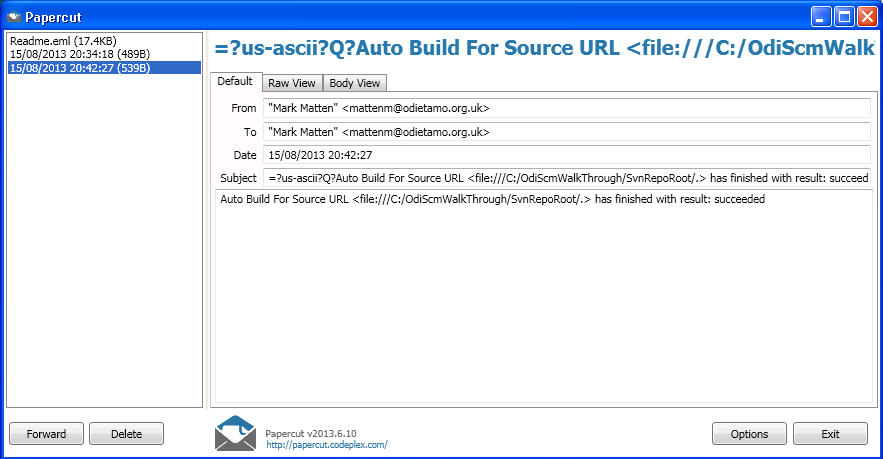 Papercut
Readme.eml (17.4KB)
15/08/2013 20:34:18 (489B)
15/08/2013 20:42:27 (539B)
=?us-ascii?Q?Auto Build For Source URL <file:///C:/OdiScmWalk
Default
Raw View
Body View
From
"Mark Matten" <mattenm@odietamo.org.uk>
To
"Mark Matten" <mattenm@odietamo.org.uk>
Date
15/08/2013 20:42:27
Subject
=?us-ascii?Q?Auto Build For Source URL <file:///C:/OdiScmWalkThrough/SvnRepoRoot/.> has finished with result: succeed
Auto Build For Source URL <file:///C:/OdiScmWalkThrough/SvnRepoRoot/.> has finished with result: succeeded
Forward
Delete
Papercut v2013.6.10
http://papercut.codeplex.com/
Options
Exit